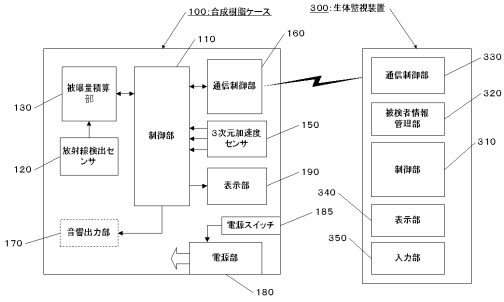 100:合成樹脂ケース
300:生体監視装置
110
160
被曝量積算
部
130
通信制御部
330
通信制御部
320
被検者情報
管理部
制御部
3次元加速度
センサ
150
310
120
放射線検出セ
ンサ
制御部
190
表示部
340
表示部
170
音響出力部
電源スイッチ
185
350
入力部
電源部
180